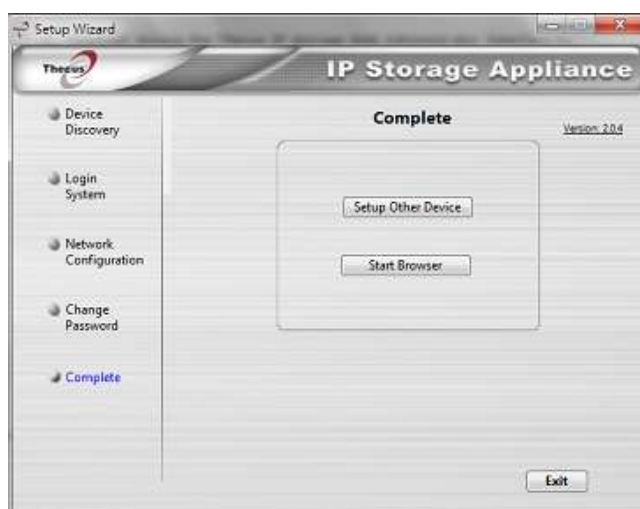 Setup Wizard
Thecus
IP Storage Appliance
Device
Discovery
Login
System
Network
Configuration
Change
Password
Complete
Complete
Version: 2.0.4
Setup Other Device
Start Browser
Exit